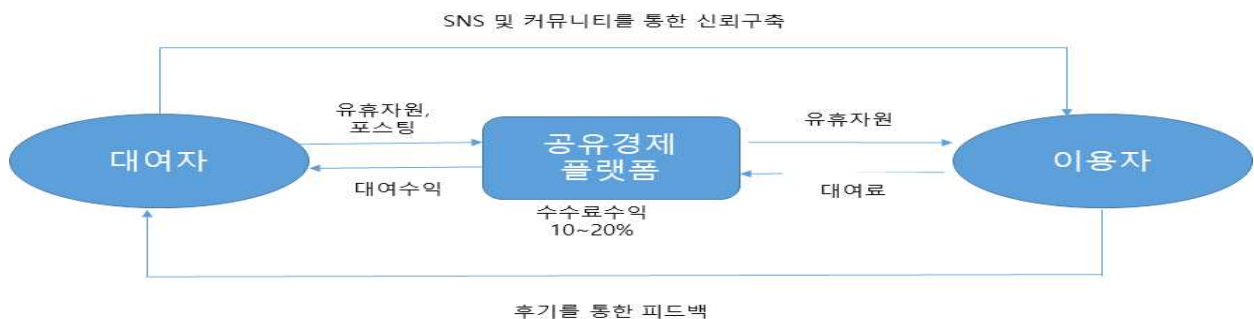 SNS 및 커뮤니티를 통한 신뢰구축
유휴자원,
포스팅
유휴자원
대여자
공유경제
플랫폼
이용자
대여수익
대여료
수수료수익
10~20%
후기를 통한 피드백